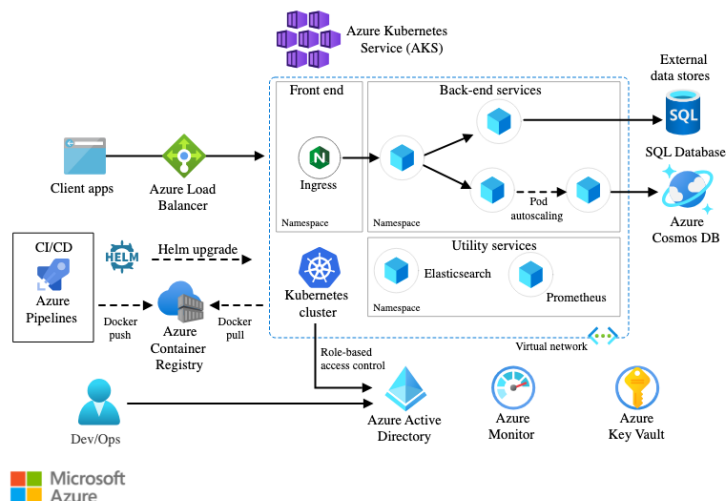 Azure Kubernetes
Service (AKS)
External
data stores
Front end
Back-end services
SQL
SQL Database
Client apps
Azure Load
Balancer
Ingress
Pod
autoscaling
Azure
Cosmos DB
Namespace
Namespace
CI/CD
Azure
Pipelines
HELM
Helm upgrade
Utility services
Elasticsearch
Prometheus
Kubernetes
cluster
Namespace
Docker
push
Azure
Container
Registry
Docker
pull
Virtual network
Role-based
access control
Dev/Ops
Azure Active
Directory
Azure
Monitor
Azure
Key Vault
Microsoft
Azure